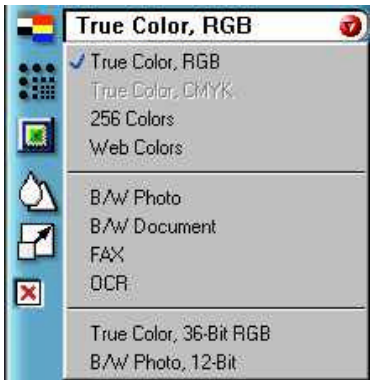 True Color, RGB
True Color, RGB
True Color, CMYK
256 Colors
Web Colors
B/W Photo
B/W Document
FAX
OCR
True Color, 36-Bit RGB
B/W Photo, 12-Bit